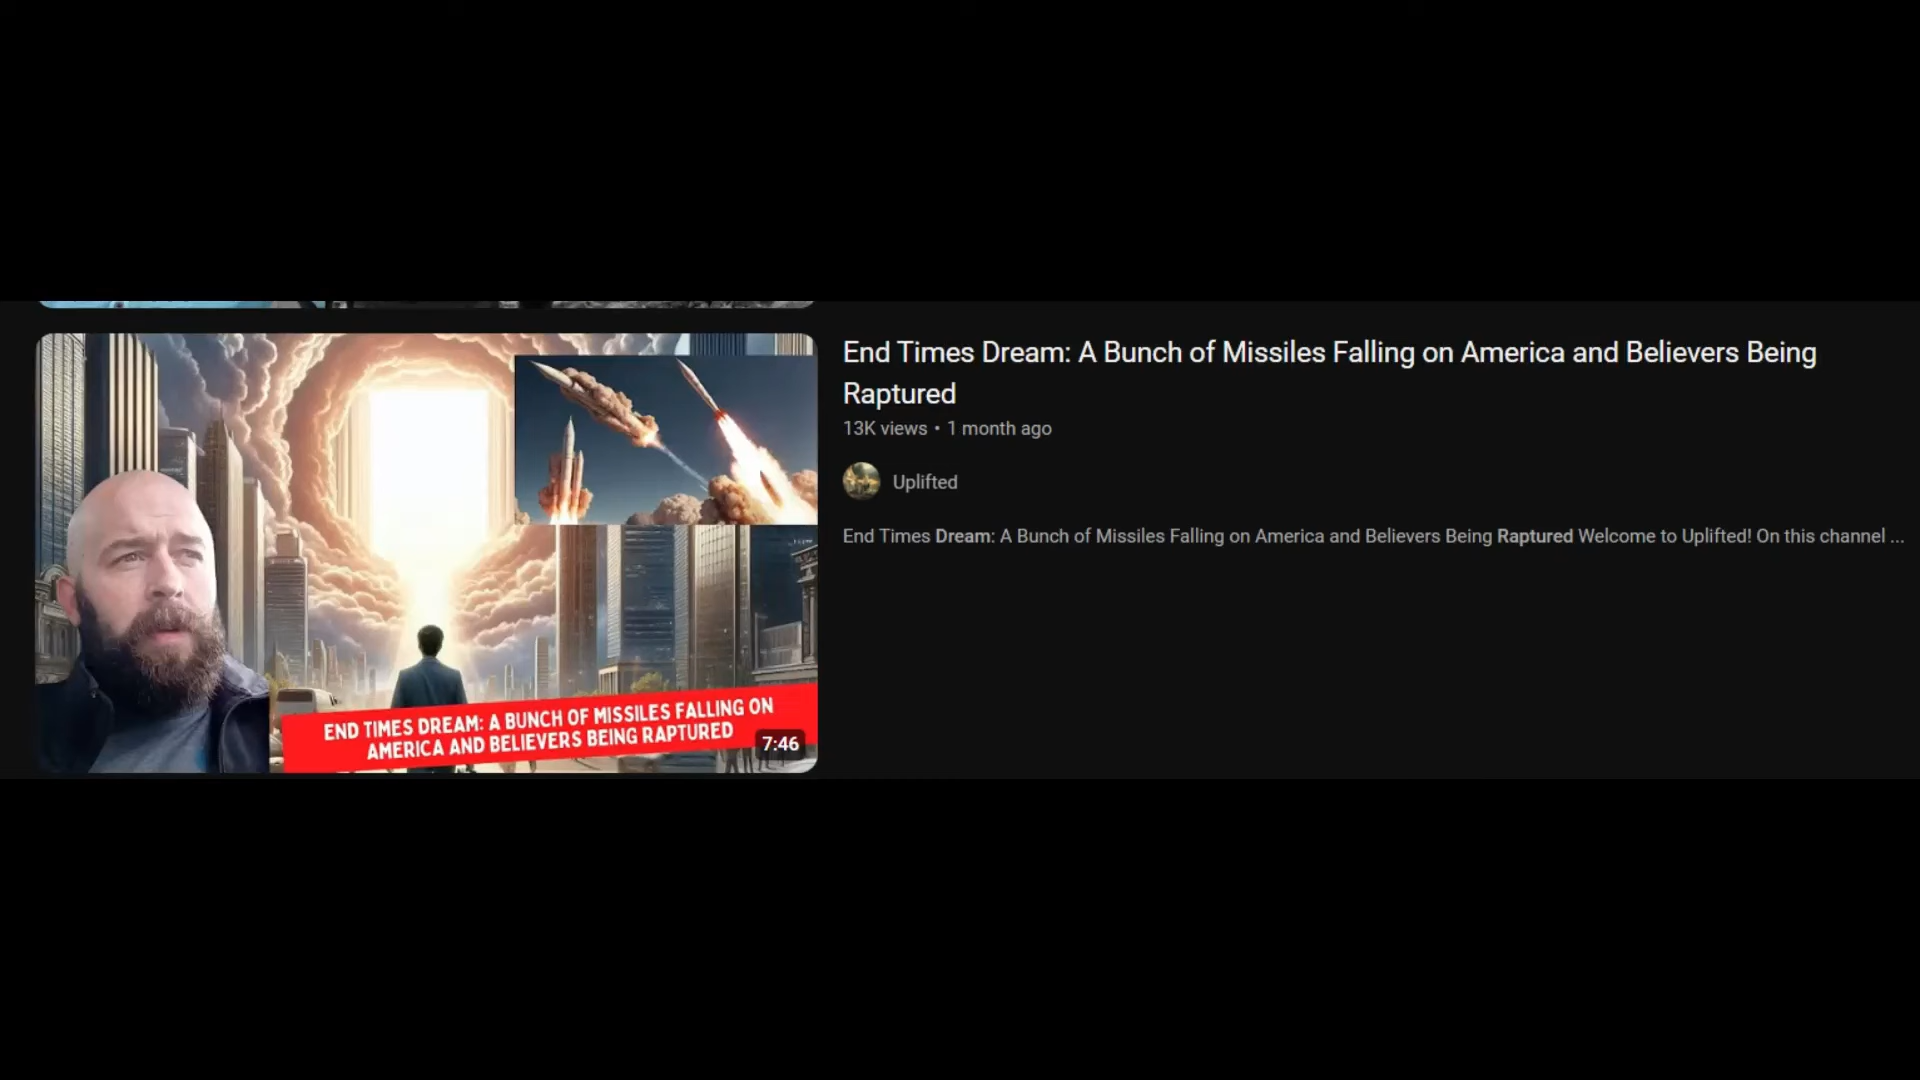 END TIMES DREAM: A BUNCH OF MISSILES FALLING ON
AMERICA AND BELIEVERS BEING RAPTURED
7:46
End Times Dream: A Bunch of Missiles Falling on America and Believers Being
Raptured
13K views • 1 month ago
Uplifted
End Times Dream: A Bunch of Missiles Falling on America and Believers Being Raptured Welcome to Uplifted! On this channel ...